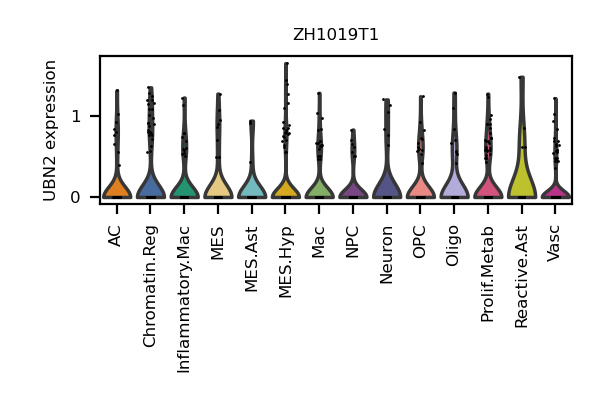 ZH1019T1
UBN2 expression
1
0
AC
Chromatin.Reg
Inflammatory.Mac
MES
MES.Ast
MES.Hyp
Mac
NPC
Neuron
OPC
Oligo
Prolif.Metab
Reactive.Ast
Vasc